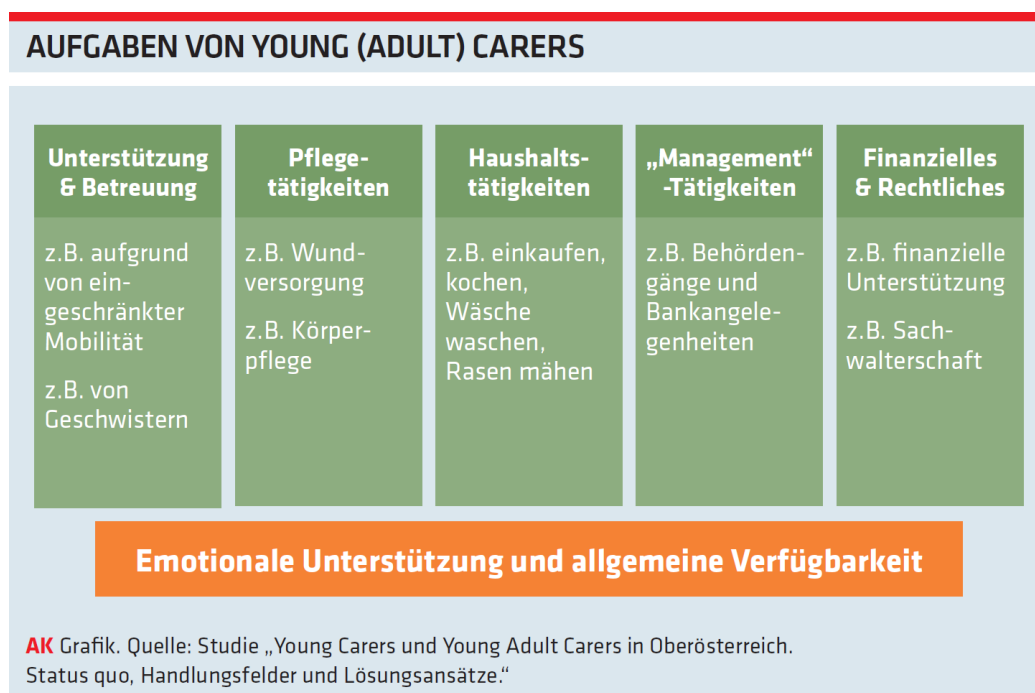 AUFGABEN VON YOUNG (ADULT) CARERS
Unterstützung
& Betreuung
z.B. aufgrund
von ein-
geschränkter
Mobilität
z.B. von
Geschwistern
Pflege-
tätigkeiten
z.B. Wund-
versorgung
z.B. Körper-
pflege
Haushalts-
tätigkeiten
z.B. einkaufen,
kochen,
Wäsche
waschen,
Rasen mähen
„Management“
-Tätigkeiten
z.B. Behörden-
gänge und
Bankangele-
genheiten
Finanzielles
& Rechtliches
z.B. finanzielle
Unterstützung
z.B. Sach-
walterschaft
Emotionale Unterstützung und allgemeine Verfügbarkeit
AK Grafik. Quelle: Studie „Young Carers und Young Adult Carers in Oberösterreich.
Status quo, Handlungsfelder und Lösungsansätze.“